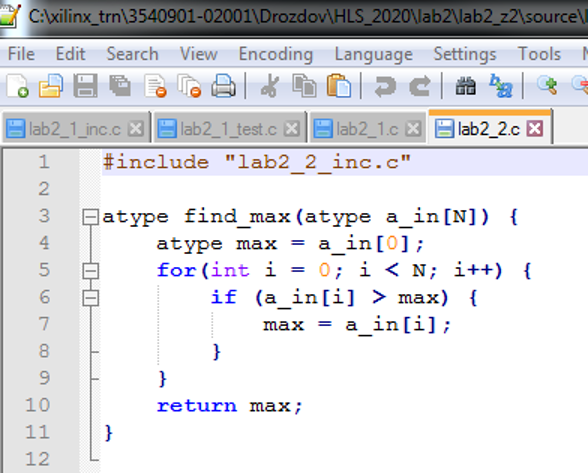 C:\xilinx_trn\3540901-02001\Drozdov\HLS_2020\lab2\lab2_z2\source\
File Edit Search View Encoding Language Settings Tools
lab2_1_inc.c lab2_1_test.c lab2_1.c lab2_2.c
1 #include "lab2_2_inc.c"
2
3 atype find_max(atype a_in[N]) {
4 atype max = a_in[0];
5 for(int i = 0; i < N; i++) {
6 if (a_in[i] > max) {
7 max = a_in[i];
8 }
9 }
10 return max;
11 }
12